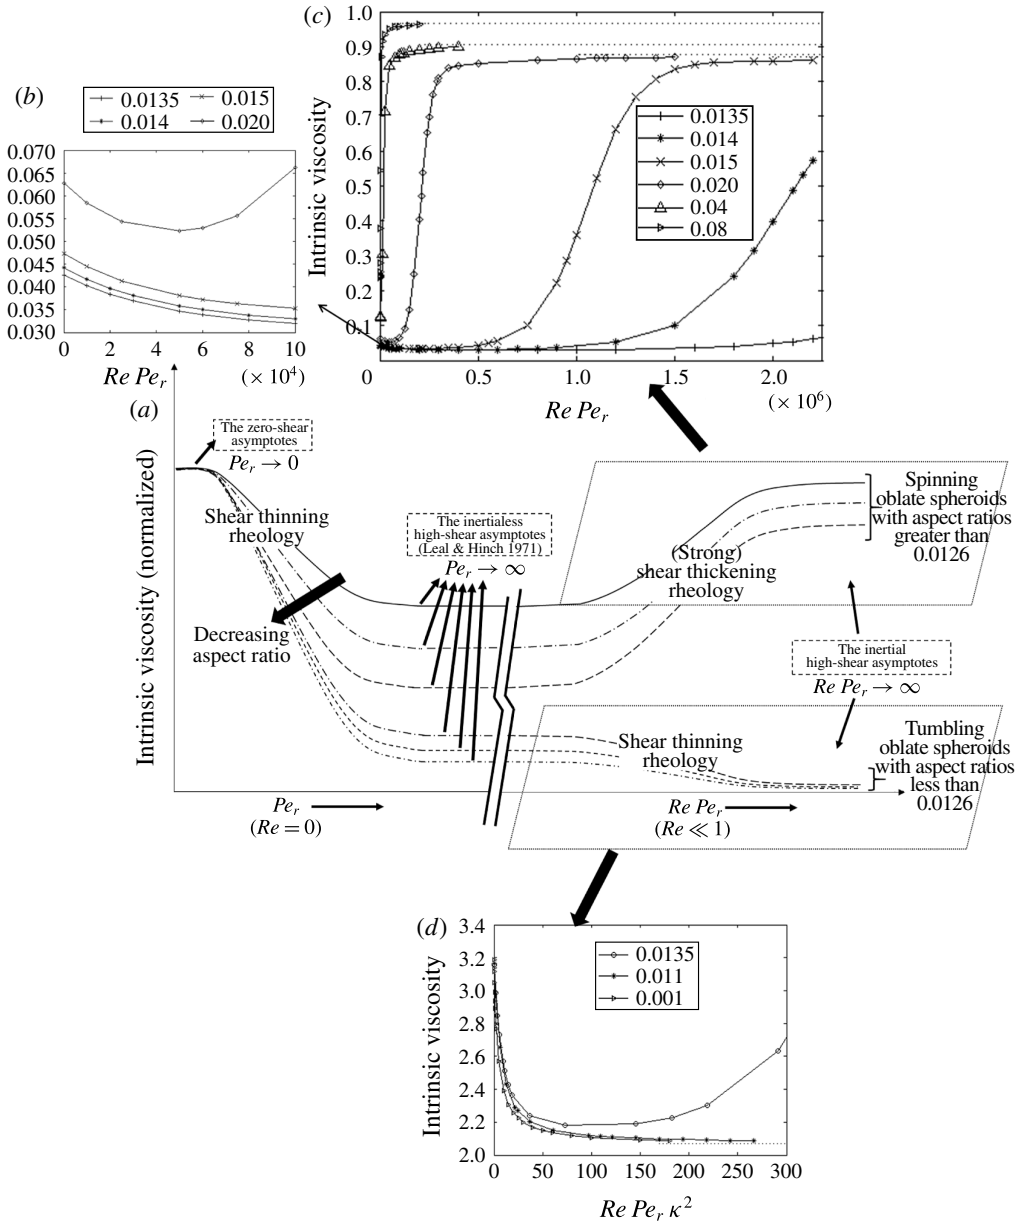 (c)
1.0
0.9
0.8
0.7
0.6
0.5
0.4
0.3
0.2
0.1
Intrinsic viscosity
0.0135
0.014
0.015
0.020
0.04
0.08
0 0.5 1.0 1.5 2.0
Re Pe_r
(× 10^6)
(b)
0.0135 0.015
0.014 0.020
0.070
0.065
0.060
0.055
0.050
0.045
0.040
0.035
0.030
0 2 4 6 8 10
Re Pe_r
(× 10^4)
(a)
Intrinsic viscosity (normalized)
The zero-shear
asymptotes
Pe_r → 0
Shear thinning
rheology
Decreasing
aspect ratio
The inertialess
high-shear asymptotes
(Leal & Hinch 1971)
Pe_r → ∞
(Strong)
shear thickening
rheology
Spinning
oblate spheroids
with aspect ratios
greater than
0.0126
The inertial
high-shear asymptotes
Re Pe_r → ∞
Shear thinning
rheology
Tumbling
oblate spheroids
with aspect ratios
less than
0.0126
Pe_r
(Re = 0)
Re Pe_r
(Re ≪ 1)
(d)
3.4
3.2
3.0
2.8
2.6
2.4
2.2
2.0
Intrinsic viscosity
0.0135
0.011
0.001
0 50 100 150 200 250 300
Re Pe_r κ^2